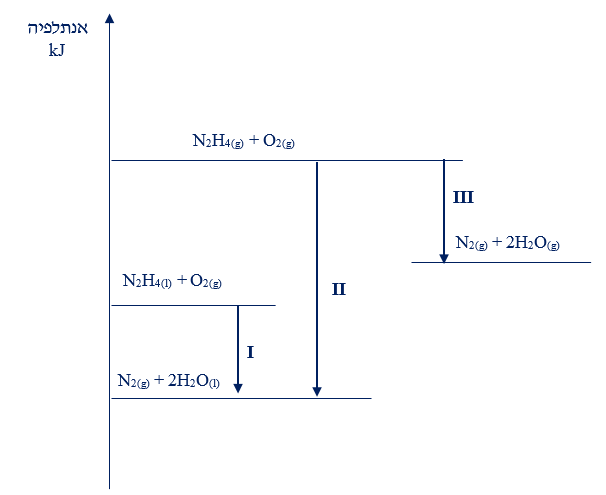 אנתלפיה
kJ
N₂H₄₍g₎ + O₂₍g₎
III
N₂₍g₎ + 2H₂O₍g₎
N₂H₄₍l₎ + O₂₍g₎
II
I
N₂₍g₎ + 2H₂O₍l₎